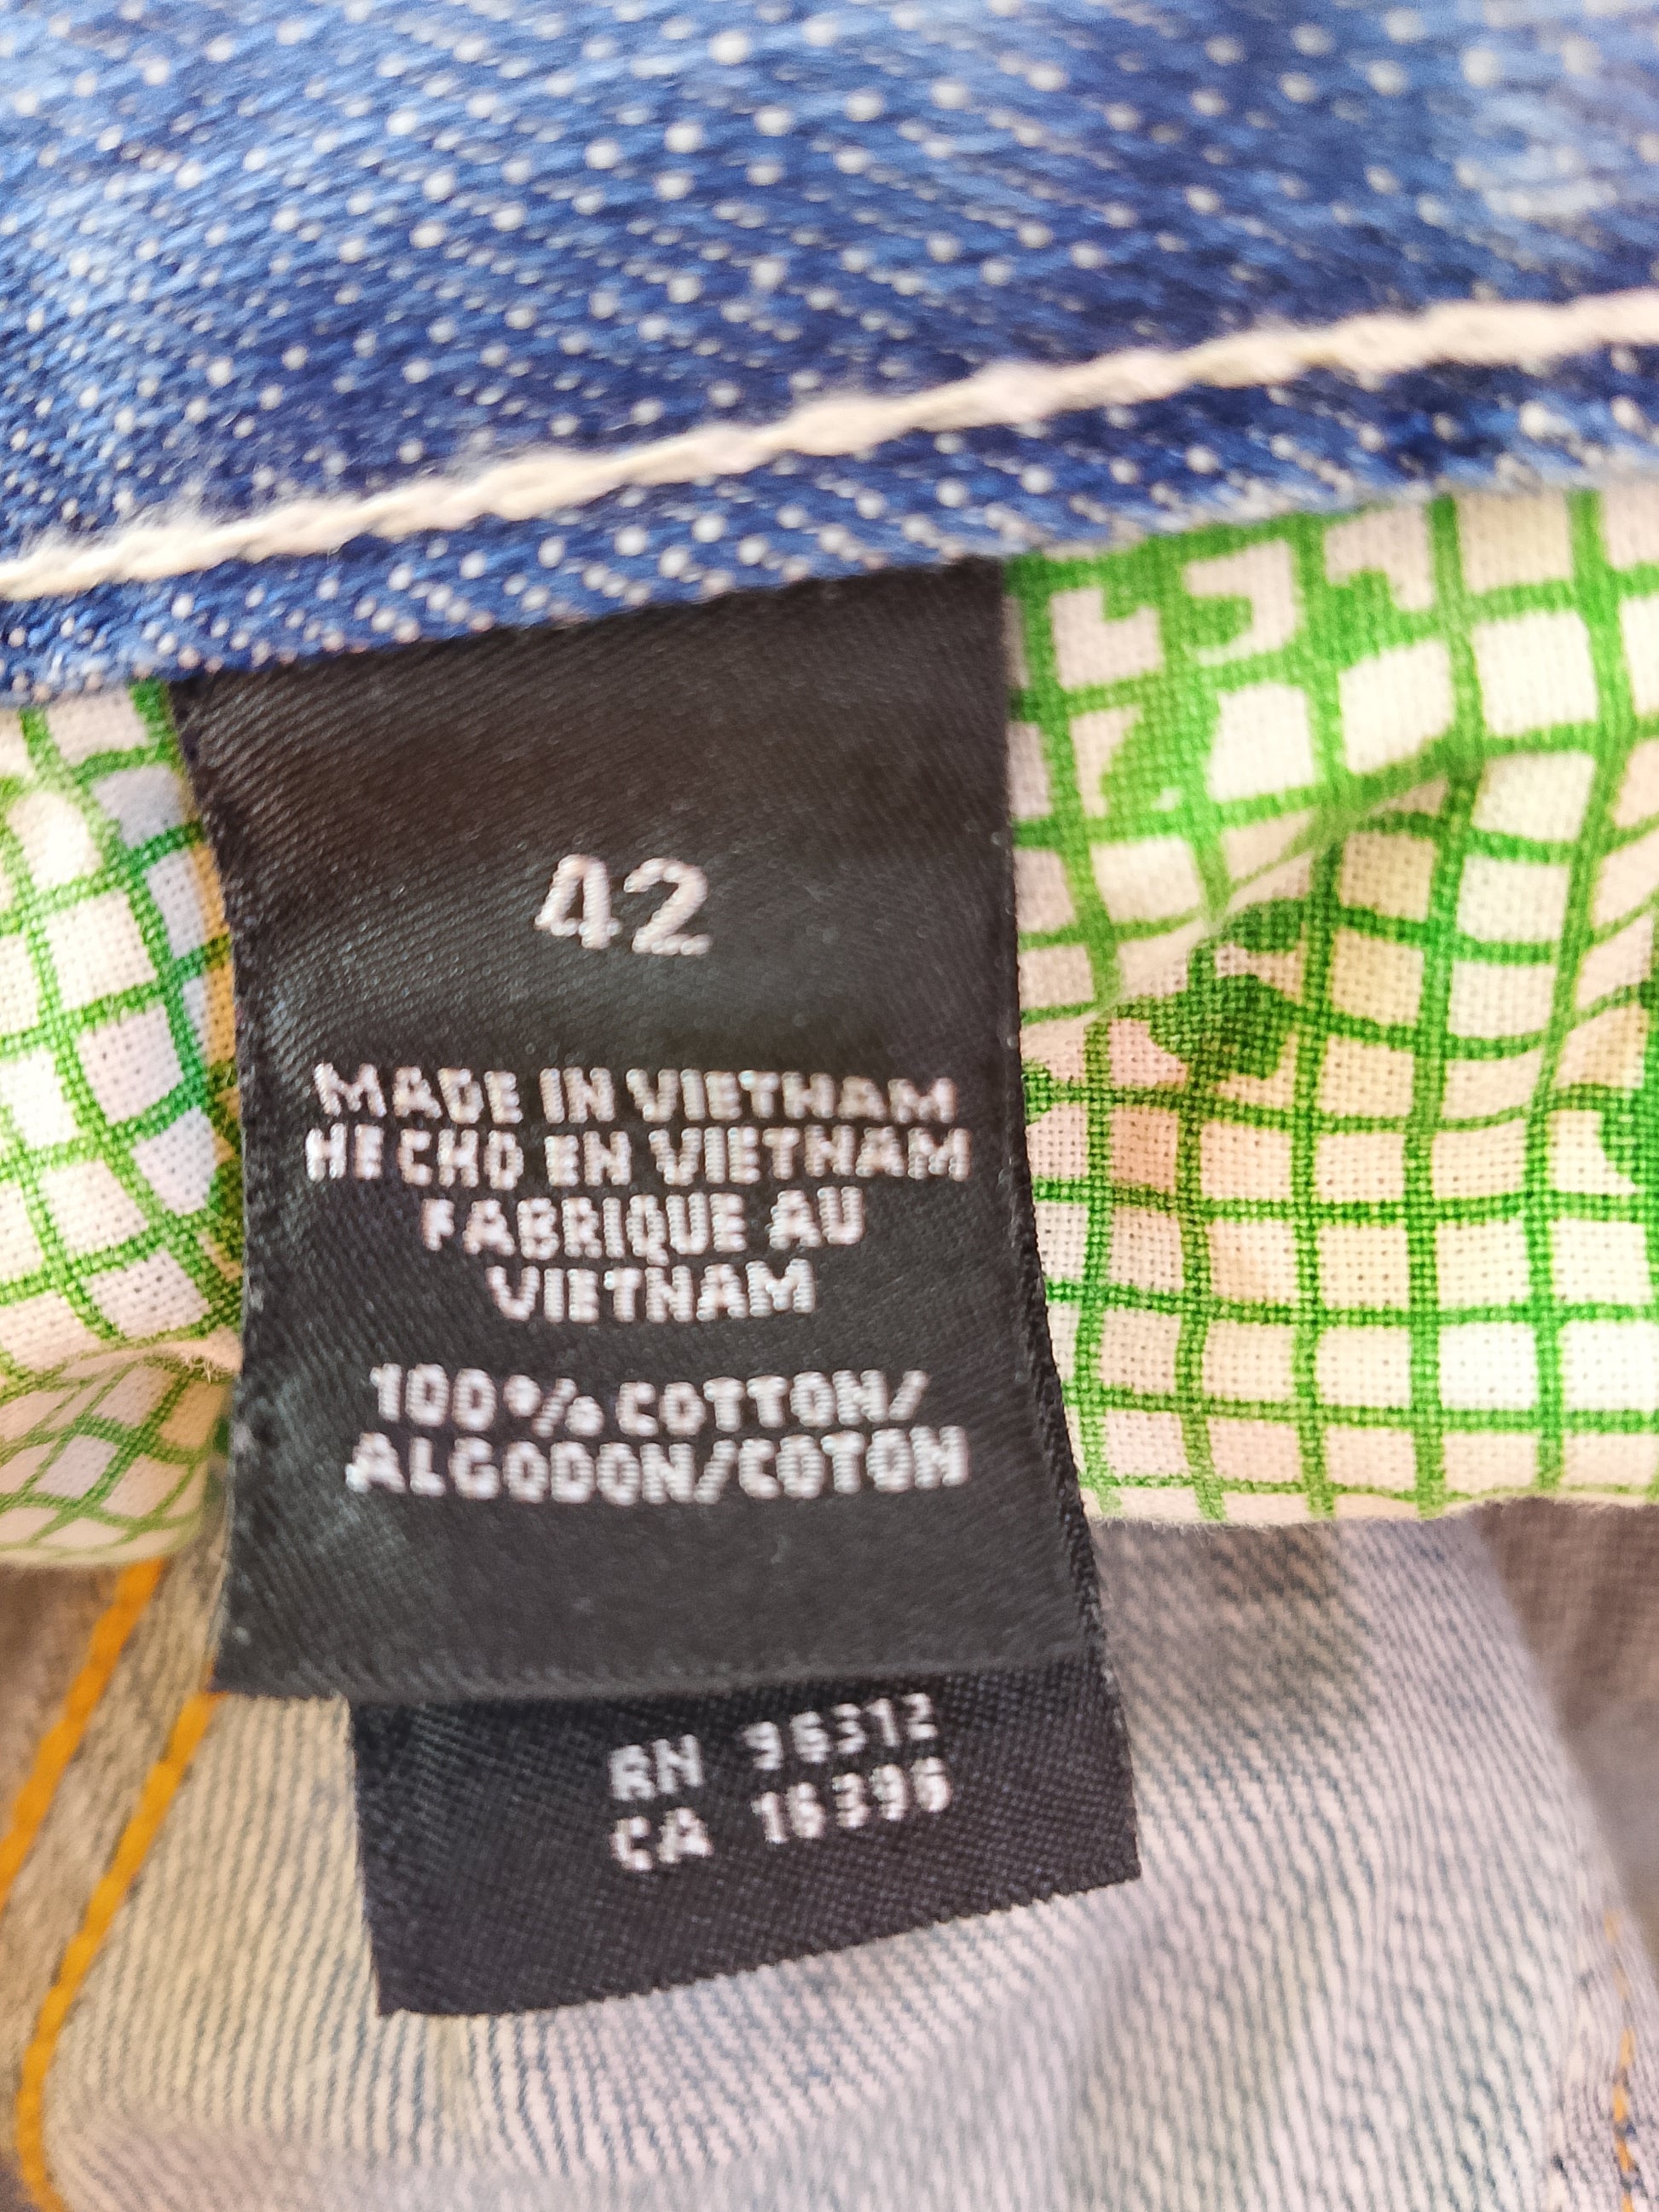 42
MADE IN VIETNAM
HECHO EN VIETNAM
FABRIQUE AU
VIETNAM
100% COTTON/
ALGODON/COTON
RN 96312
CA 16396